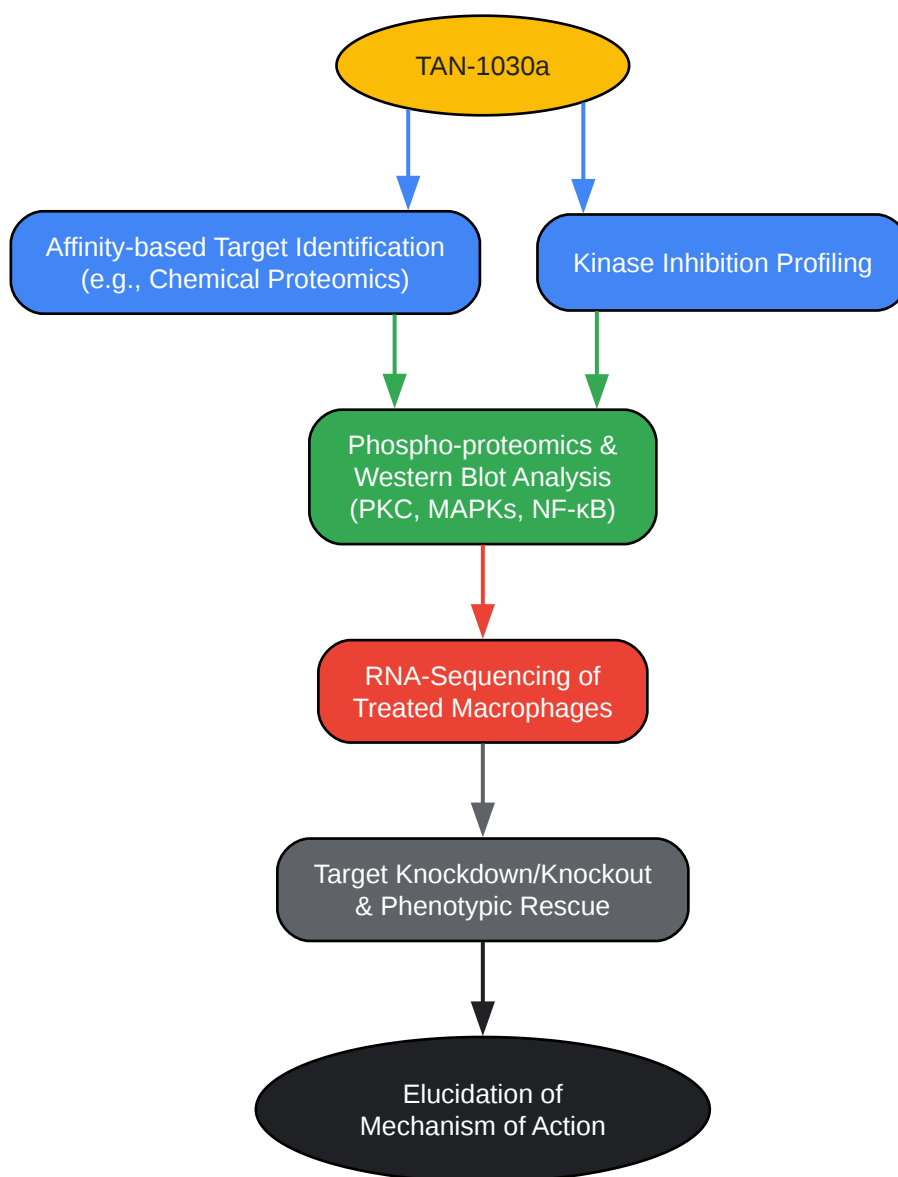 TAN-1030a
Affinity-based Target Identification
(e.g., Chemical Proteomics)
Kinase Inhibition Profiling
Phospho-proteomics &
Western Blot Analysis
(PKC, MAPKs, NF-κB)
RNA-Sequencing of
Treated Macrophages
Target Knockdown/Knockout
& Phenotypic Rescue
Elucidation of
Mechanism of Action